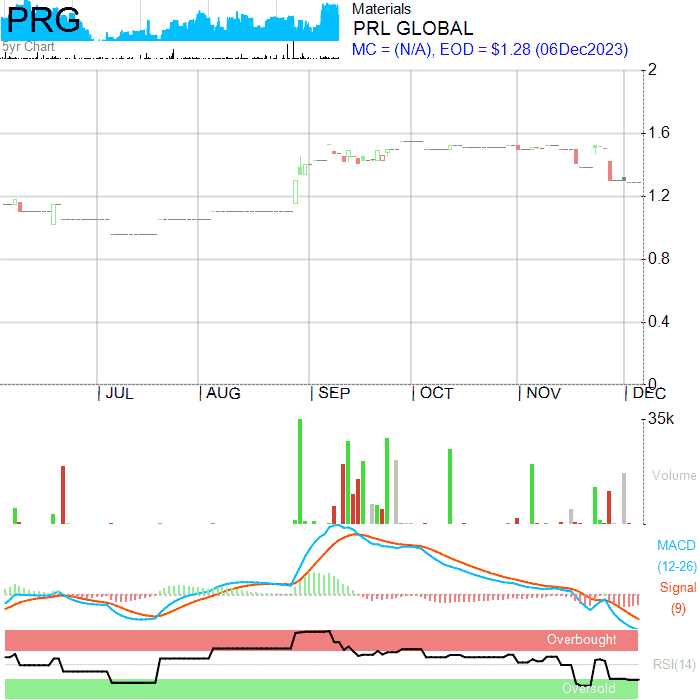 PRG
5yr Chart
Materials
PRL GLOBAL
MC = (N/A), EOD = $1.28 (06Dec2023)
2
1.6
1.2
0.8
0.4
0
JUL AUG SEP OCT NOV DEC
35k
Volume
MACD
(12-26)
Signal
(9)
Overbought
RSI(14)
Oversold